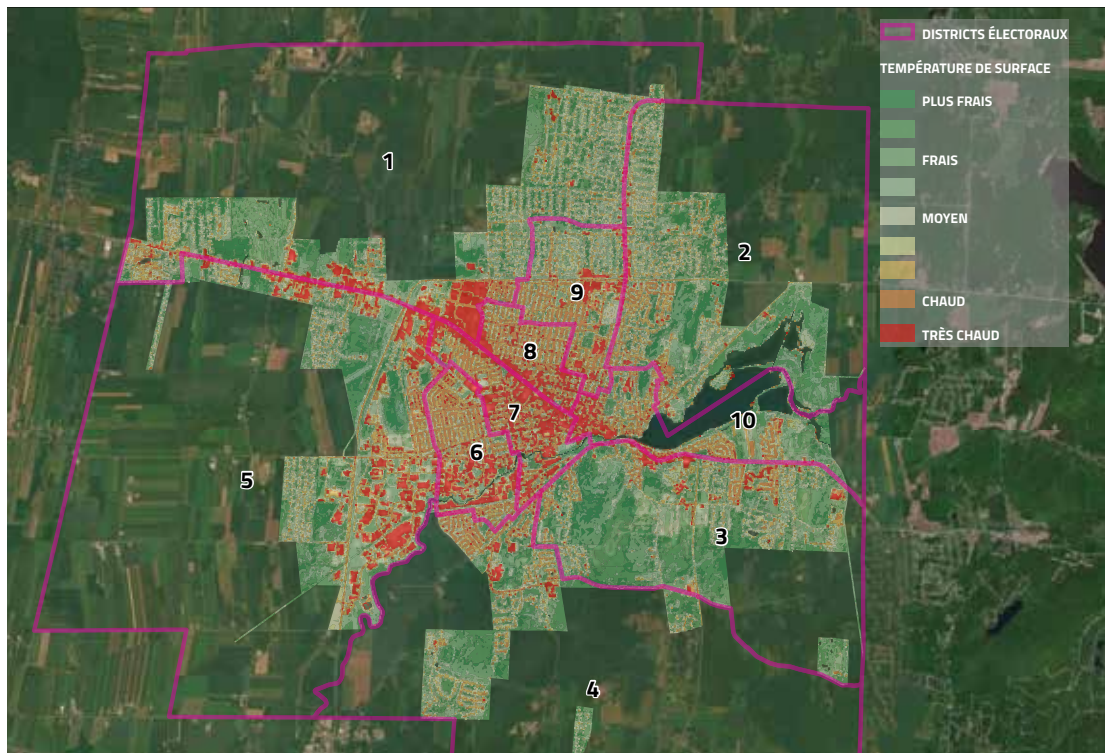 DISTRICTS ÉLECTORAUX
TEMPÉRATURE DE SURFACE
PLUS FRAIS
FRAIS
MOYEN
CHAUD
TRÈS CHAUD
1
2
9
8
7
10
6
5
3
4